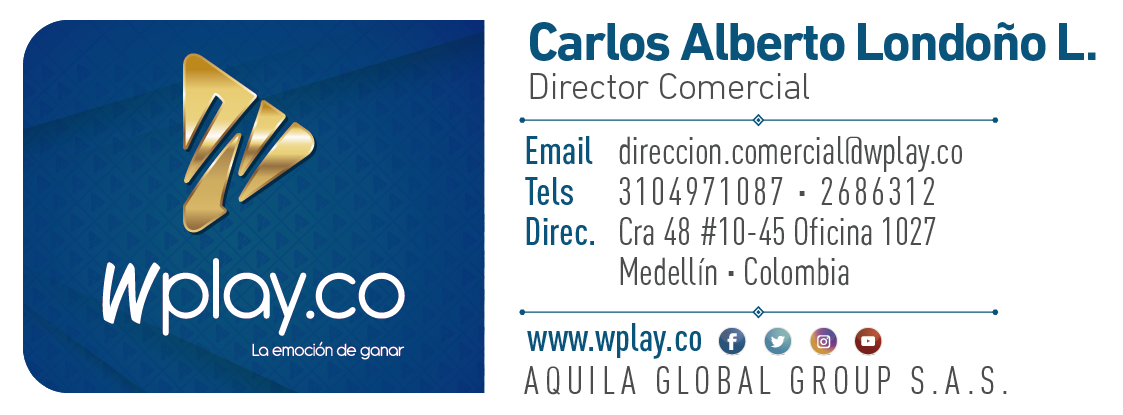 Wplay.co
La emoción de ganar
Carlos Alberto Londoño L.
Director Comercial
Email direccion.comercial@wplay.co
Tels 3104971087 · 2686312
Direc. Cra 48 #10-45 Oficina 1027
Medellín · Colombia
www.wplay.co
AQUILA GLOBAL GROUP S.A.S.